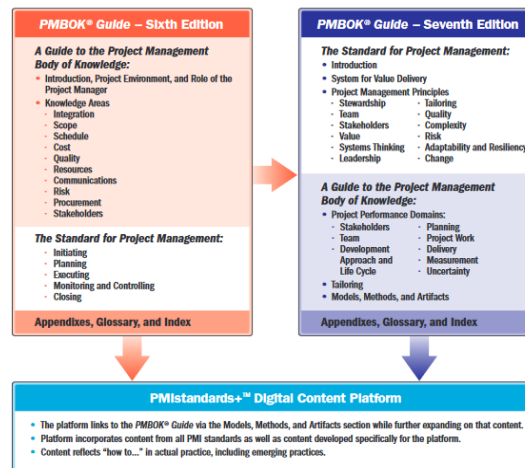 PMBOK® Guide – Sixth Edition
A Guide to the Project Management
Body of Knowledge:
• Introduction, Project Environment, and Role of the
Project Manager
• Knowledge Areas
· Integration
· Scope
· Schedule
· Cost
· Quality
· Resources
· Communications
· Risk
· Procurement
· Stakeholders
The Standard for Project Management:
· Initiating
· Planning
· Executing
· Monitoring and Controlling
· Closing
Appendixes, Glossary, and Index
PMBOK® Guide – Seventh Edition
The Standard for Project Management:
• Introduction
• System for Value Delivery
• Project Management Principles
· Stewardship
· Team
· Stakeholders
· Value
· Systems Thinking
· Leadership
· Tailoring
· Quality
· Complexity
· Risk
· Adaptability and Resiliency
· Change
A Guide to the Project Management
Body of Knowledge:
• Project Performance Domains:
· Stakeholders
· Team
· Development
Approach and
Life Cycle
· Planning
· Project Work
· Delivery
· Measurement
· Uncertainty
• Tailoring
• Models, Methods, and Artifacts
Appendixes, Glossary, and Index
PMIstandards+™ Digital Content Platform
• The platform links to the PMBOK® Guide via the Models, Methods, and Artifacts section while further expanding on that content.
• Platform incorporates content from all PMI standards as well as content developed specifically for the platform.
• Content reflects “how to...” in actual practice, including emerging practices.